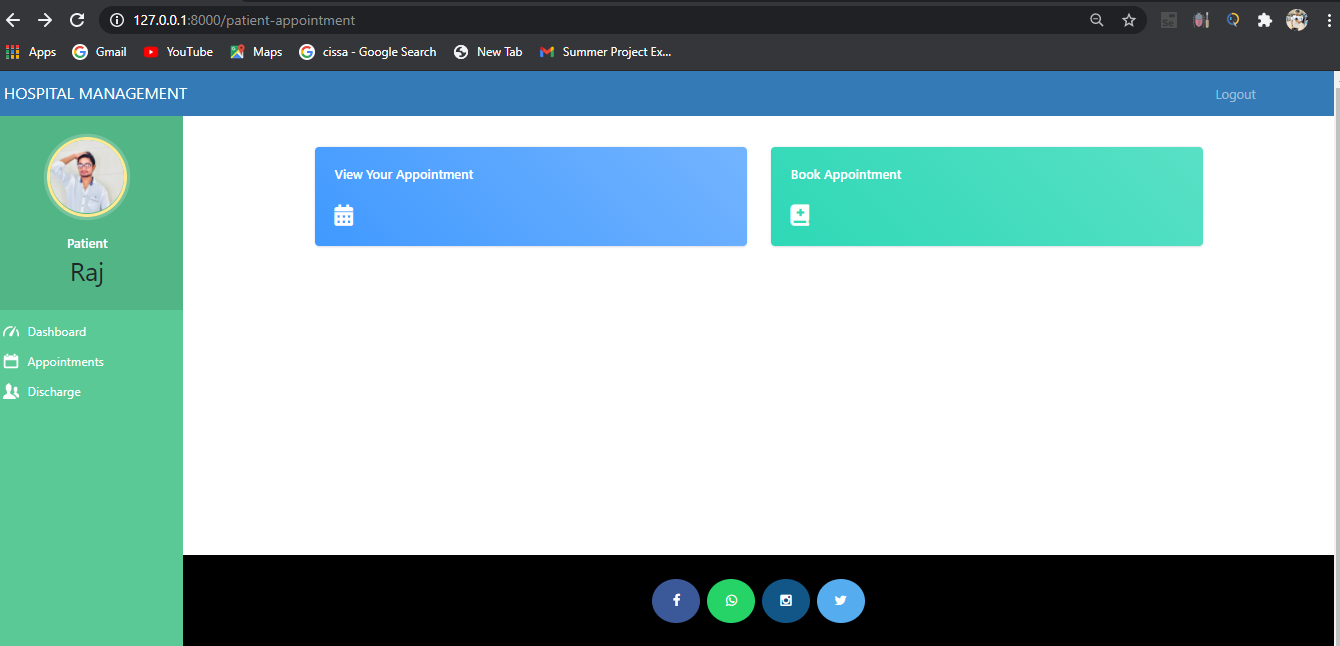 127.0.0.1:8000/patient-appointment
Apps Gmail YouTube Maps cissa - Google Search New Tab Summer Project Ex...
HOSPITAL MANAGEMENT Logout
Patient
Raj
Dashboard
Appointments
Discharge
View Your Appointment
Book Appointment